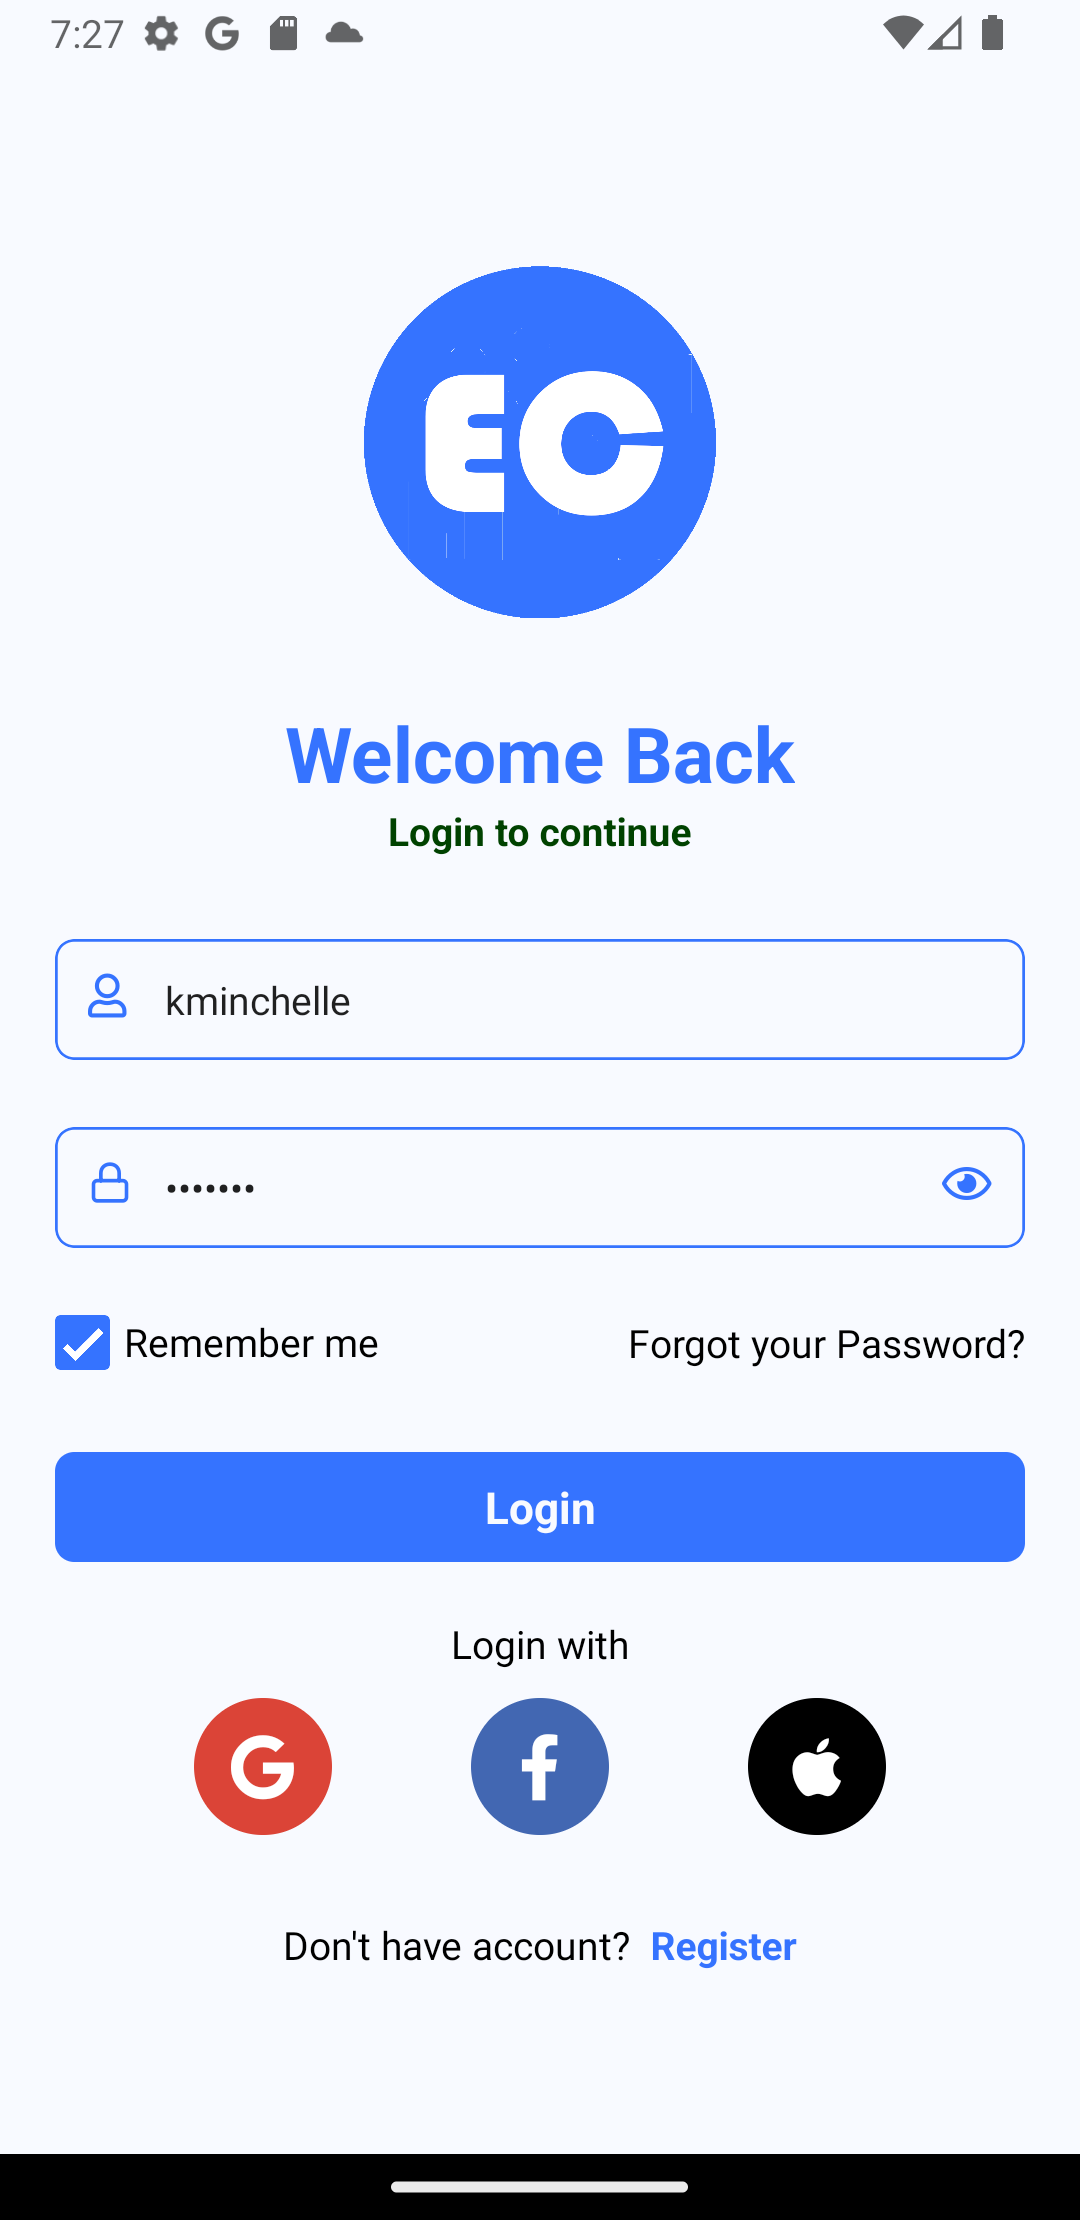 7:27
EC
Welcome Back
Login to continue
kminchelle
•••••••
Remember me
Forgot your Password?
Login
Login with
Don't have account? Register